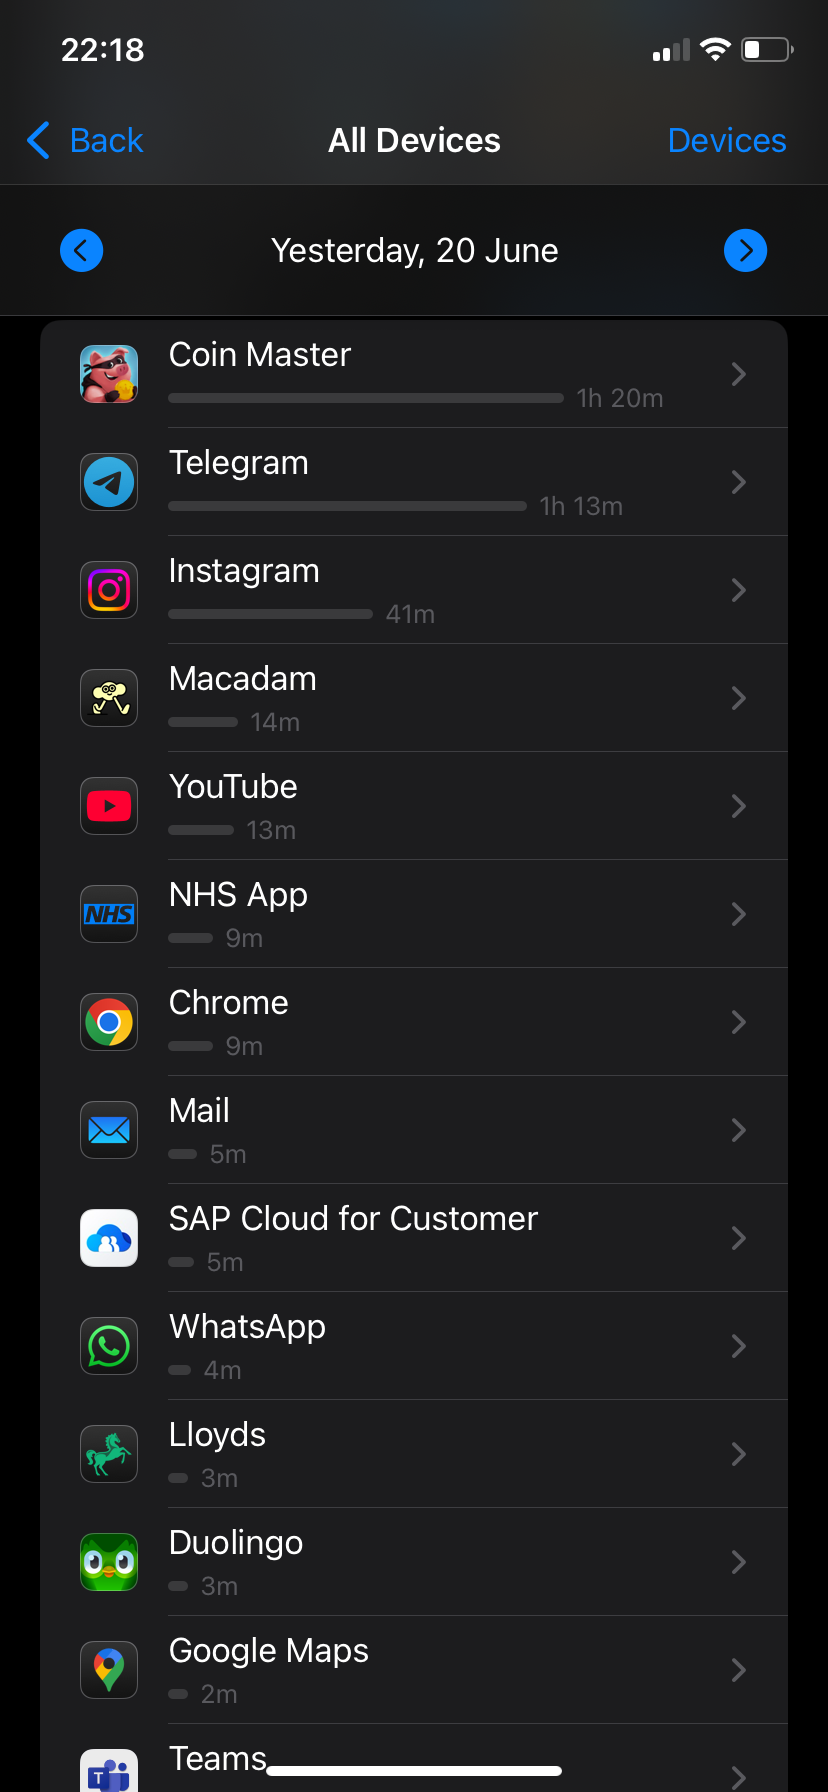 22:18
Back
All Devices
Devices
Yesterday, 20 June
Coin Master
1h 20m
Telegram
1h 13m
Instagram
41m
Macadam
14m
YouTube
13m
NHS App
NHS
9m
Chrome
9m
Mail
5m
SAP Cloud for Customer
5m
WhatsApp
4m
Lloyds
3m
Duolingo
3m
Google Maps
2m
Teams
T